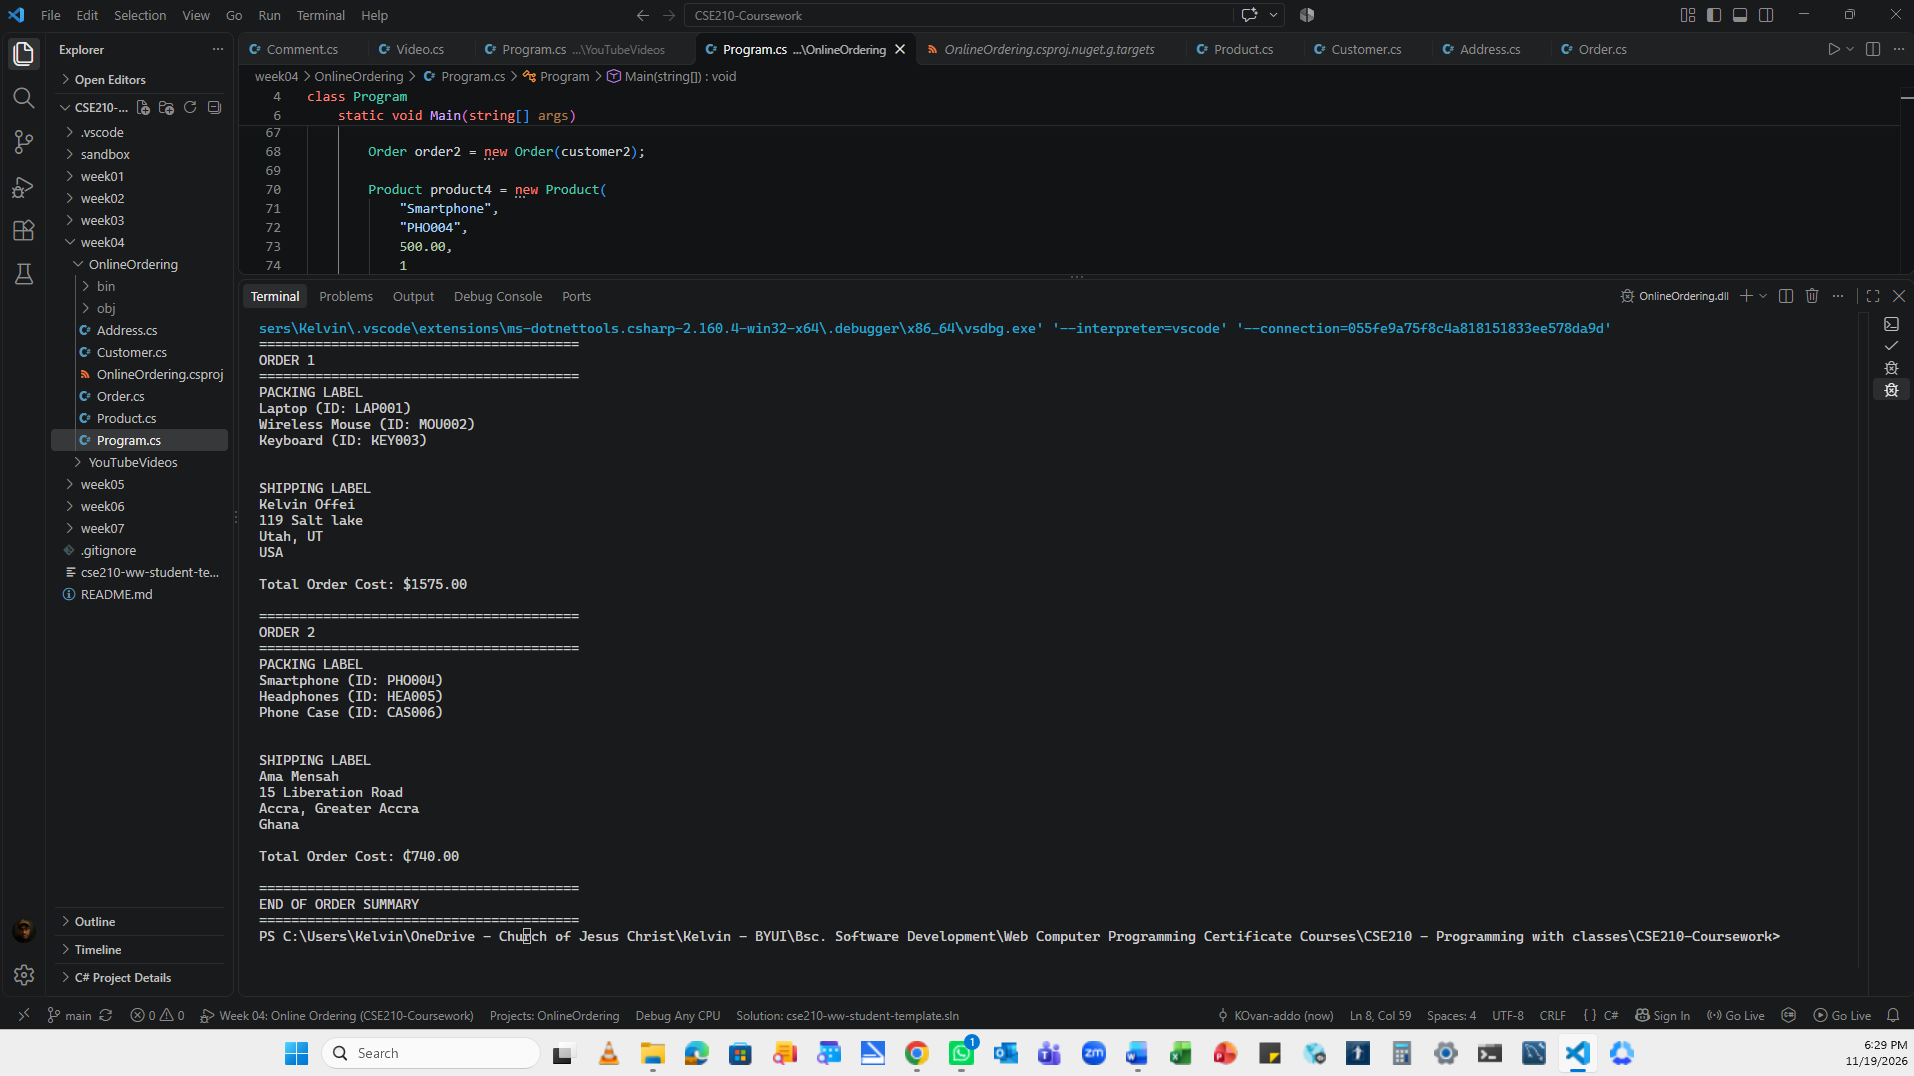 File Edit Selection View Go Run Terminal Help
CSE210-Coursework
Explorer
Open Editors
CSE210-...
.vscode
sandbox
week01
week02
week03
week04
OnlineOrdering
bin
obj
Address.cs
Customer.cs
OnlineOrdering.csproj
Order.cs
Product.cs
Program.cs
YouTubeVideos
week05
week06
week07
.gitignore
cse210-ww-student-te...
README.md
Outline
Timeline
C# Project Details
Comment.cs Video.cs Program.cs ...\YouTubeVideos Program.cs ...\OnlineOrdering OnlineOrdering.csproj.nuget.g.targets Product.cs Customer.cs Address.cs Order.cs
week04 > OnlineOrdering > Program.cs > Program > Main(string[]) : void
4 class Program
6 static void Main(string[] args)
67
68 Order order2 = new Order(customer2);
69
70 Product product4 = new Product(
71 "Smartphone",
72 "PHO004",
73 500.00,
74 1
Terminal Problems Output Debug Console Ports
OnlineOrdering.dll
sers\Kelvin\.vscode\extensions\ms-dotnettools.csharp-2.160.4-win32-x64\.debugger\x86_64\vsdbg.exe' '--interpreter=vscode' '--connection=055fe9a75f8c4a818151833ee578da9d'
========================================
ORDER 1
========================================
PACKING LABEL
Laptop (ID: LAP001)
Wireless Mouse (ID: MOU002)
Keyboard (ID: KEY003)
SHIPPING LABEL
Kelvin Offei
119 Salt lake
Utah, UT
USA
Total Order Cost: $1575.00
========================================
ORDER 2
========================================
PACKING LABEL
Smartphone (ID: PHO004)
Headphones (ID: HEA005)
Phone Case (ID: CAS006)
SHIPPING LABEL
Ama Mensah
15 Liberation Road
Accra, Greater Accra
Ghana
Total Order Cost: ₵740.00
========================================
END OF ORDER SUMMARY
========================================
PS C:\Users\Kelvin\OneDrive - Church of Jesus Christ\Kelvin - BYUI\Bsc. Software Development\Web Computer Programming Certificate Courses\CSE210 - Programming with classes\CSE210-Coursework>
main 0 0 Week 04: Online Ordering (CSE210-Coursework) Projects: OnlineOrdering Debug Any CPU Solution: cse210-ww-student-template.sln KOvan-addo (now) Ln 8, Col 59 Spaces: 4 UTF-8 CRLF { } C# Sign In Go Live Go Live
Search
1
zm
6:29 PM
11/19/2026